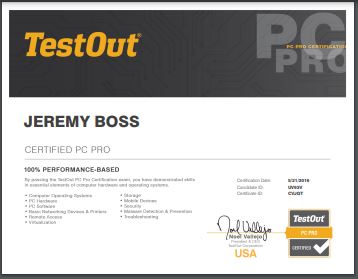 TestOut®
PC PRO CERTIFICATION
PC
PRO
JEREMY BOSS
CERTIFIED PC PRO
100% PERFORMANCE-BASED
By passing the TestOut PC Pro Certification exam, you have demonstrated skills
in essential elements of computer hardware and operating systems.
• Computer Operating Systems
• PC Hardware
• PC Software
• Basic Networking Devices & Printers
• Remote Access
• Virtualization
• Storage
• Mobile Devices
• Security
• Malware Detection & Prevention
• Troubleshooting
Certification Date: 5/31/2016
Candidate ID:
Certification ID: CVJQT
Noel Vallejo
Noel Vallejo
President & CEO
TestOut Corporation
USA
TestOut®
PC PRO
CERTIFIED